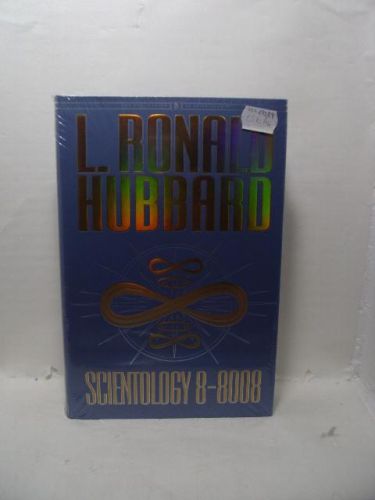 L. RONALD
HUBBARD
SCIENTOLOGY 8-8008